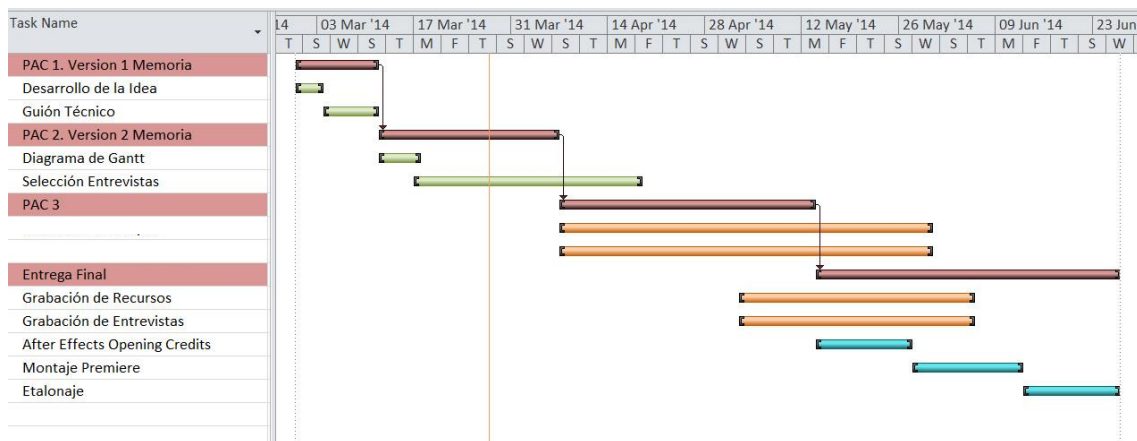 Task Name
14 03 Mar '14 17 Mar '14 31 Mar '14 14 Apr '14 28 Apr '14 12 May '14 26 May '14 09 Jun '14 23 Jun
T S W S T M F T S W S T M F T S W S T M F T S W S T M F T S W
PAC 1. Version 1 Memoria
Desarrollo de la Idea
Guión Técnico
PAC 2. Version 2 Memoria
Diagrama de Gantt
Selección Entrevistas
PAC 3
Entrega Final
Grabación de Recursos
Grabación de Entrevistas
After Effects Opening Credits
Montaje Premiere
Etalonaje